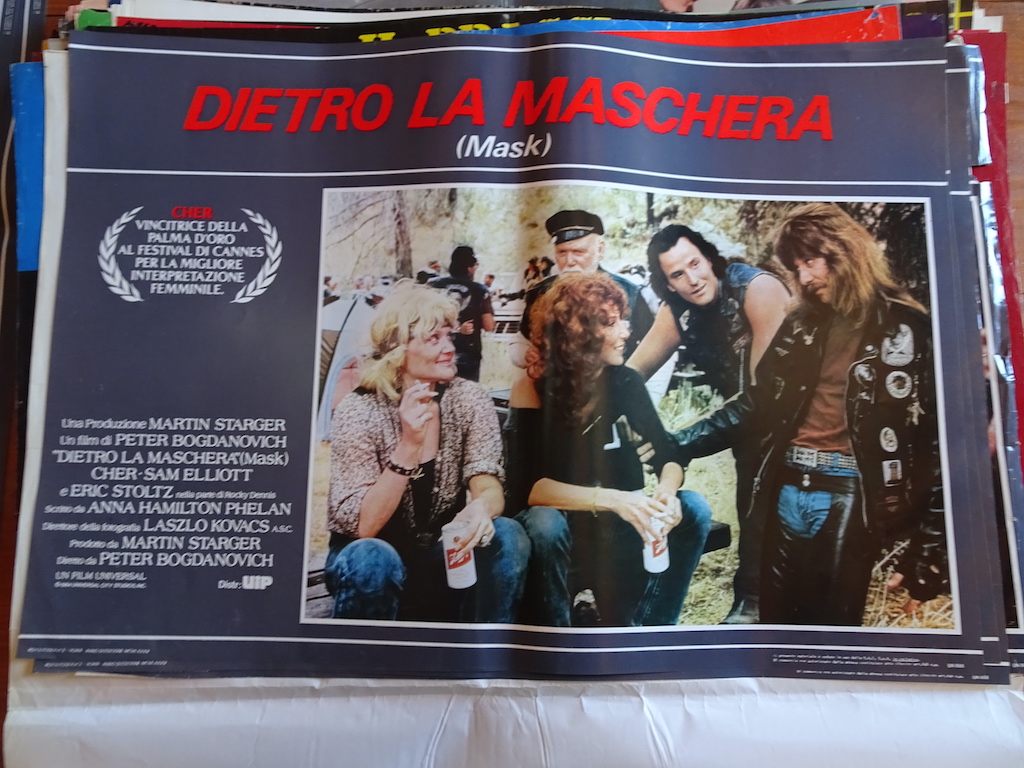 DIETRO LA MASCHERA
(Mask)
CHER
VINCITRICE DELLA
PALMA D'ORO
AL FESTIVAL DI CANNES
PER LA MIGLIORE
INTERPRETAZIONE
FEMMINILE.
Una Produzione MARTIN STARGER
Un film di PETER BOGDANOVICH
"DIETRO LA MASCHERA"(Mask)
CHER-SAM ELLIOTT
e ERIC STOLTZ nella parte di Rocky Dennis
Scritto da ANNA HAMILTON PHELAN
Direttore della fotografia LASZLO KOVACS A.S.C.
Prodotto da MARTIN STARGER
Diretto da PETER BOGDANOVICH
UN FILM UNIVERSAL
Distr: UIP